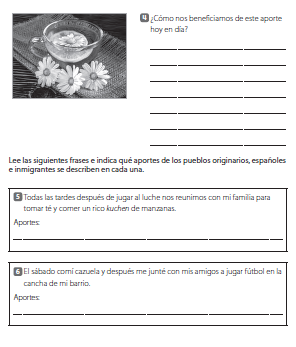 4 ¿Cómo nos beneficiamos de este aporte
hoy en día?
Lee las siguientes frases e indica qué aportes de los pueblos originarios, españoles
e inmigrantes se describen en cada una.
5 Todas las tardes después de jugar al luche nos reunimos con mi familia para
tomar té y comer un rico kuchen de manzanas.
Aportes:
6 El sábado comí cazuela y después me junté con mis amigos a jugar fútbol en la
cancha de mi barrio.
Aportes: